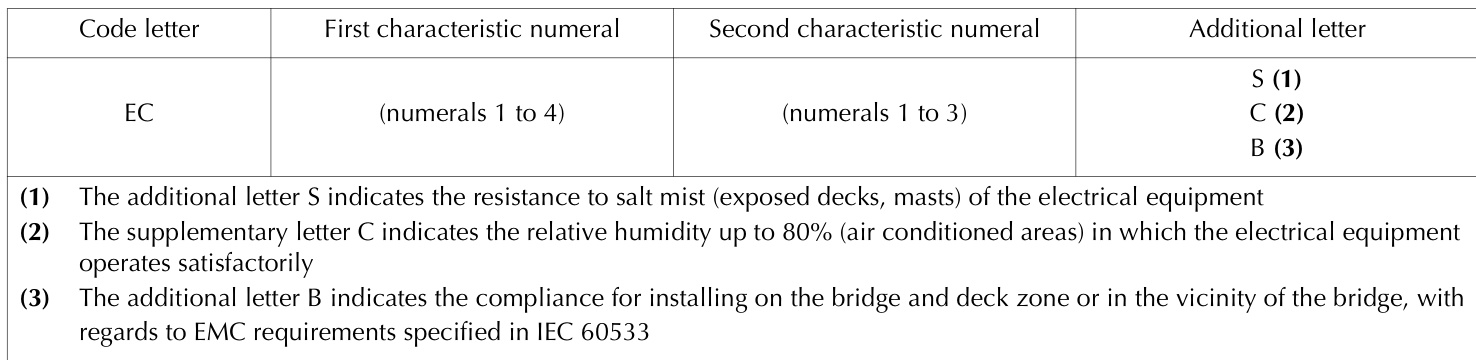 Code letter First characteristic numeral Second characteristic numeral Additional letter
EC (numerals 1 to 4) (numerals 1 to 3) S (1)
C (2)
B (3)
(1) The additional letter S indicates the resistance to salt mist (exposed decks, masts) of the electrical equipment
(2) The supplementary letter C indicates the relative humidity up to 80% (air conditioned areas) in which the electrical equipment
operates satisfactorily
(3) The additional letter B indicates the compliance for installing on the bridge and deck zone or in the vicinity of the bridge, with
regards to EMC requirements specified in IEC 60533